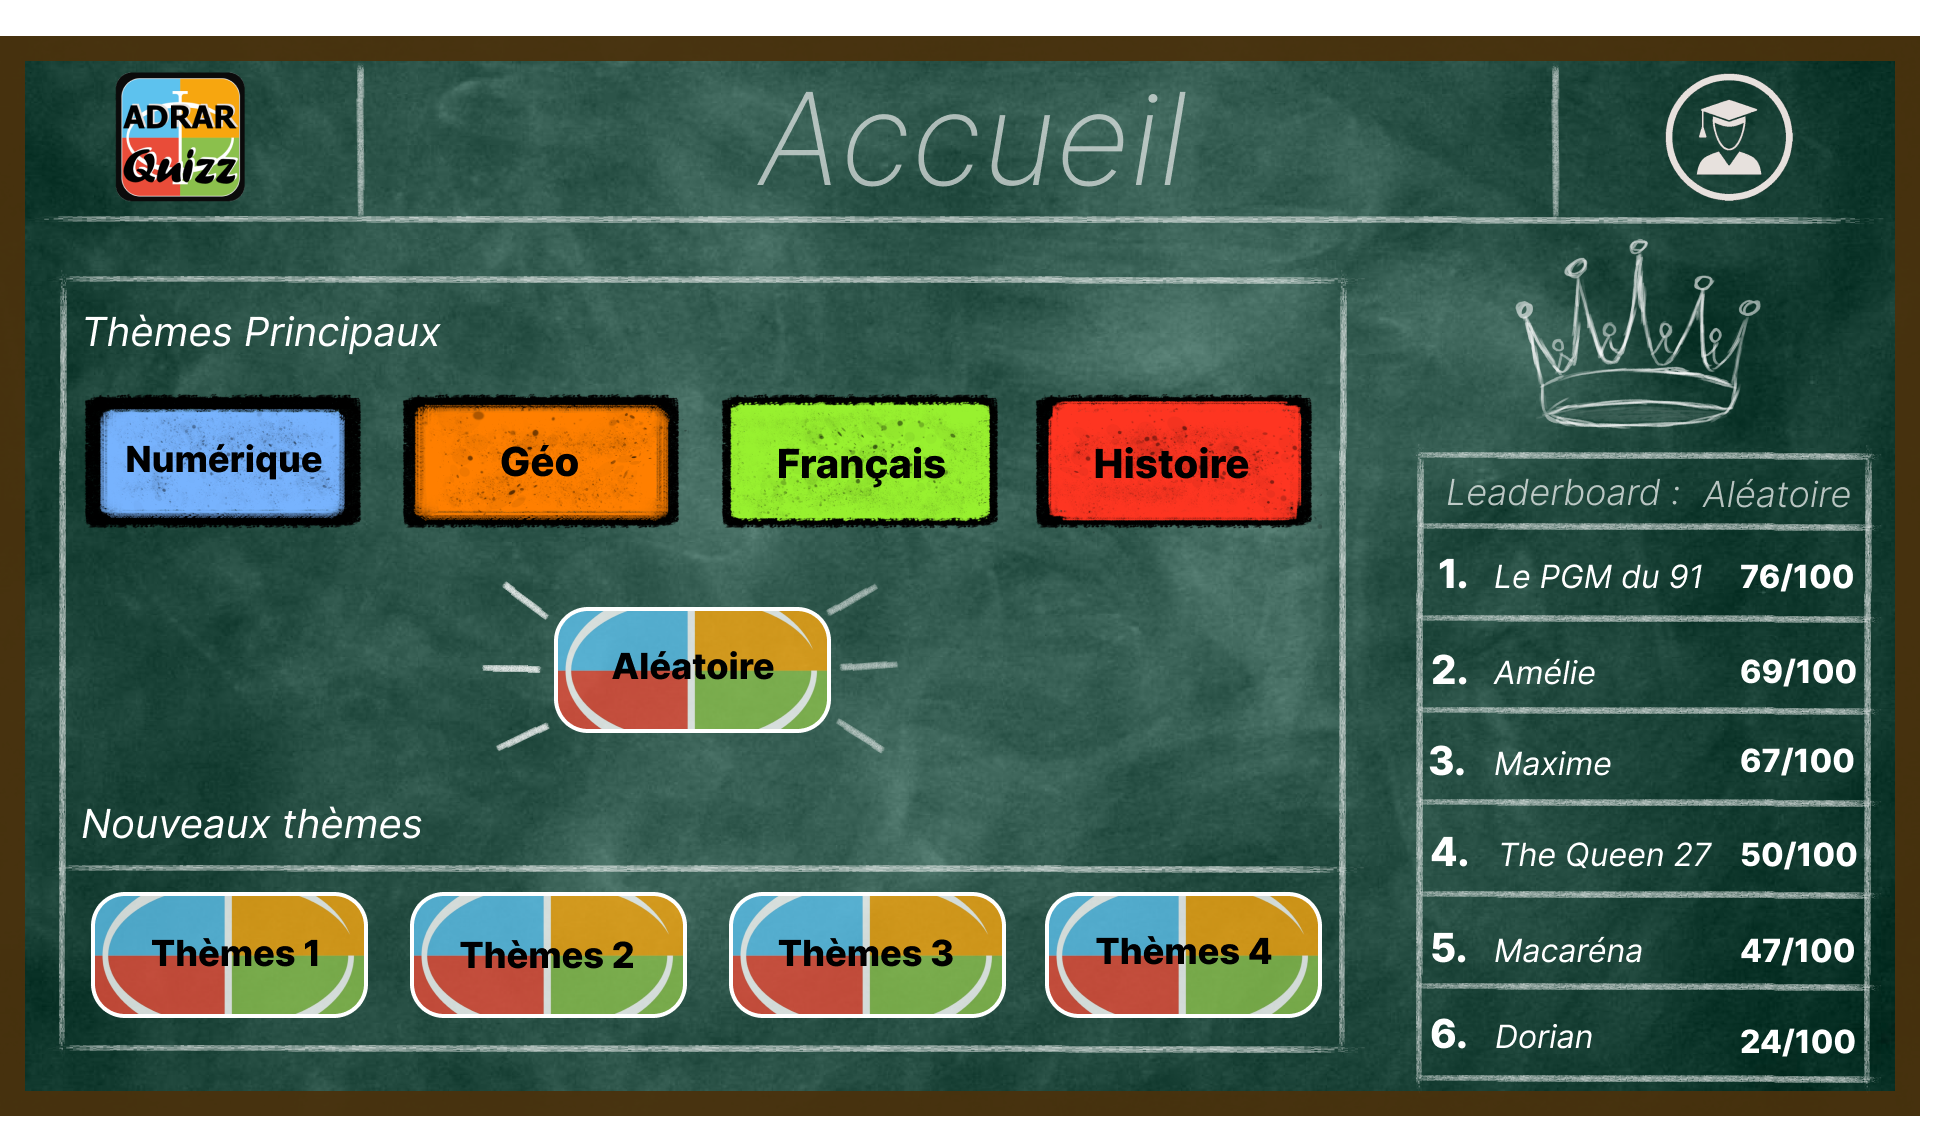 ADRAR
Quizz
Accueil
Thèmes Principaux
Numérique
Géo
Français
Histoire
Aléatoire
Nouveaux thèmes
Thèmes 1
Thèmes 2
Thèmes 3
Thèmes 4
Leaderboard : Aléatoire
1. Le PGM du 91 76/100
2. Amélie 69/100
3. Maxime 67/100
4. The Queen 27 50/100
5. Macaréna 47/100
6. Dorian 24/100